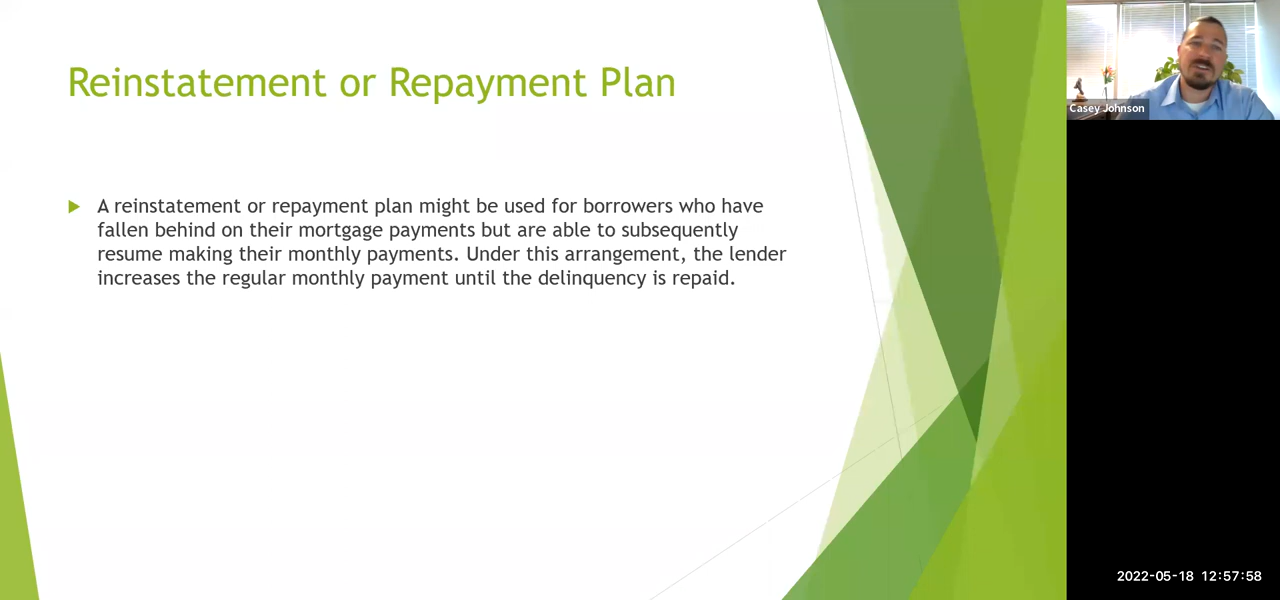 Reinstatement or Repayment Plan
A reinstatement or repayment plan might be used for borrowers who have
fallen behind on their mortgage payments but are able to subsequently
resume making their monthly payments. Under this arrangement, the lender
increases the regular monthly payment until the delinquency is repaid.
Casey Johnson
2022-05-18 12:57:58